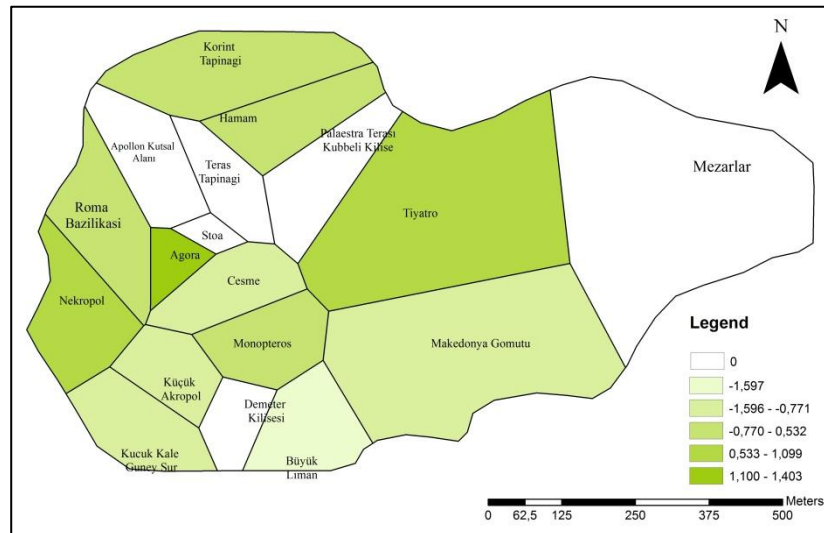 Korint
Tapinagi
N
Hamam
Apollon Kutsal
Alanı
Teras
Tapinagi
Palaestra Terası
Kubbeli Kilise
Mezarlar
Roma
Bazilikasi
Stoa
Tiyatro
Agora
Cesme
Nekropol
Monopteros
Makedonya Gomutu
Küçük
Akropol
Demeter
Kilisesi
Kucuk Kale
Guney Sur
Büyük
Liman
Legend
0
-1,597
-1,596 - -0,771
-0,770 - 0,532
0,533 - 1,099
1,100 - 1,403
Meters
0 62,5 125 250 375 500